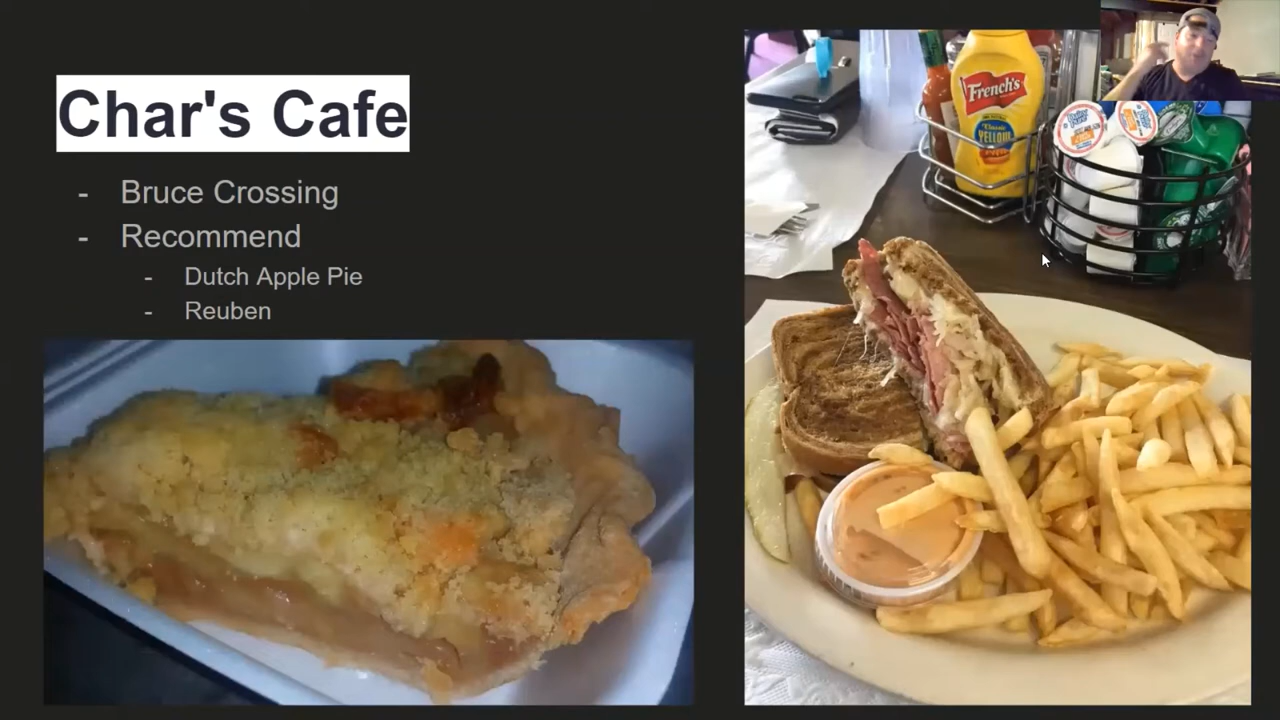 Char's Cafe
- Bruce Crossing
- Recommend
- Dutch Apple Pie
- Reuben
French's
Classic
YELLOW